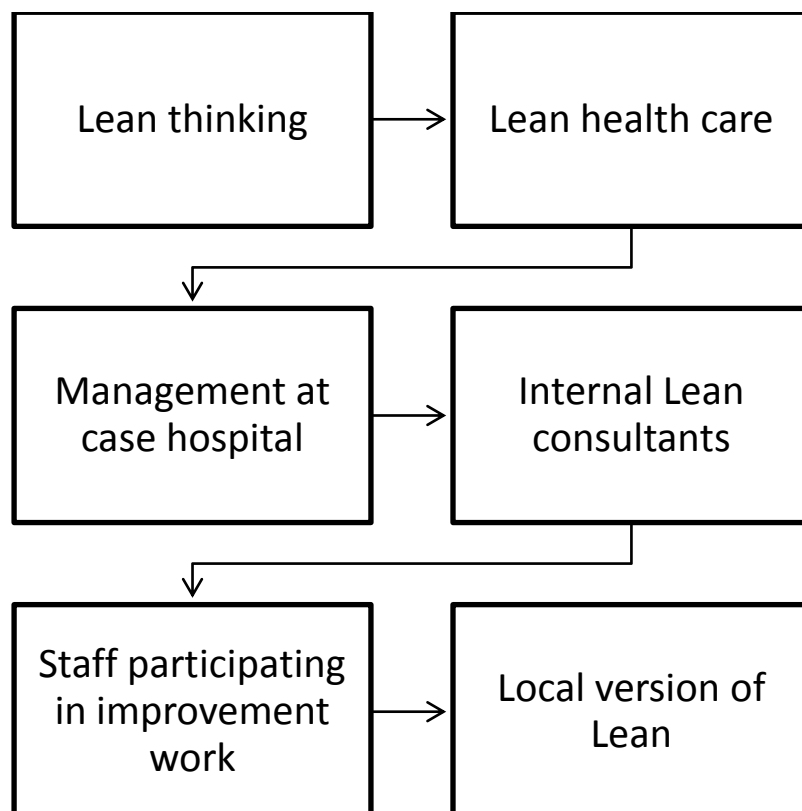 Lean thinking
Lean health care
Management at
case hospital
Internal Lean
consultants
Staff participating
in improvement
work
Local version of
Lean